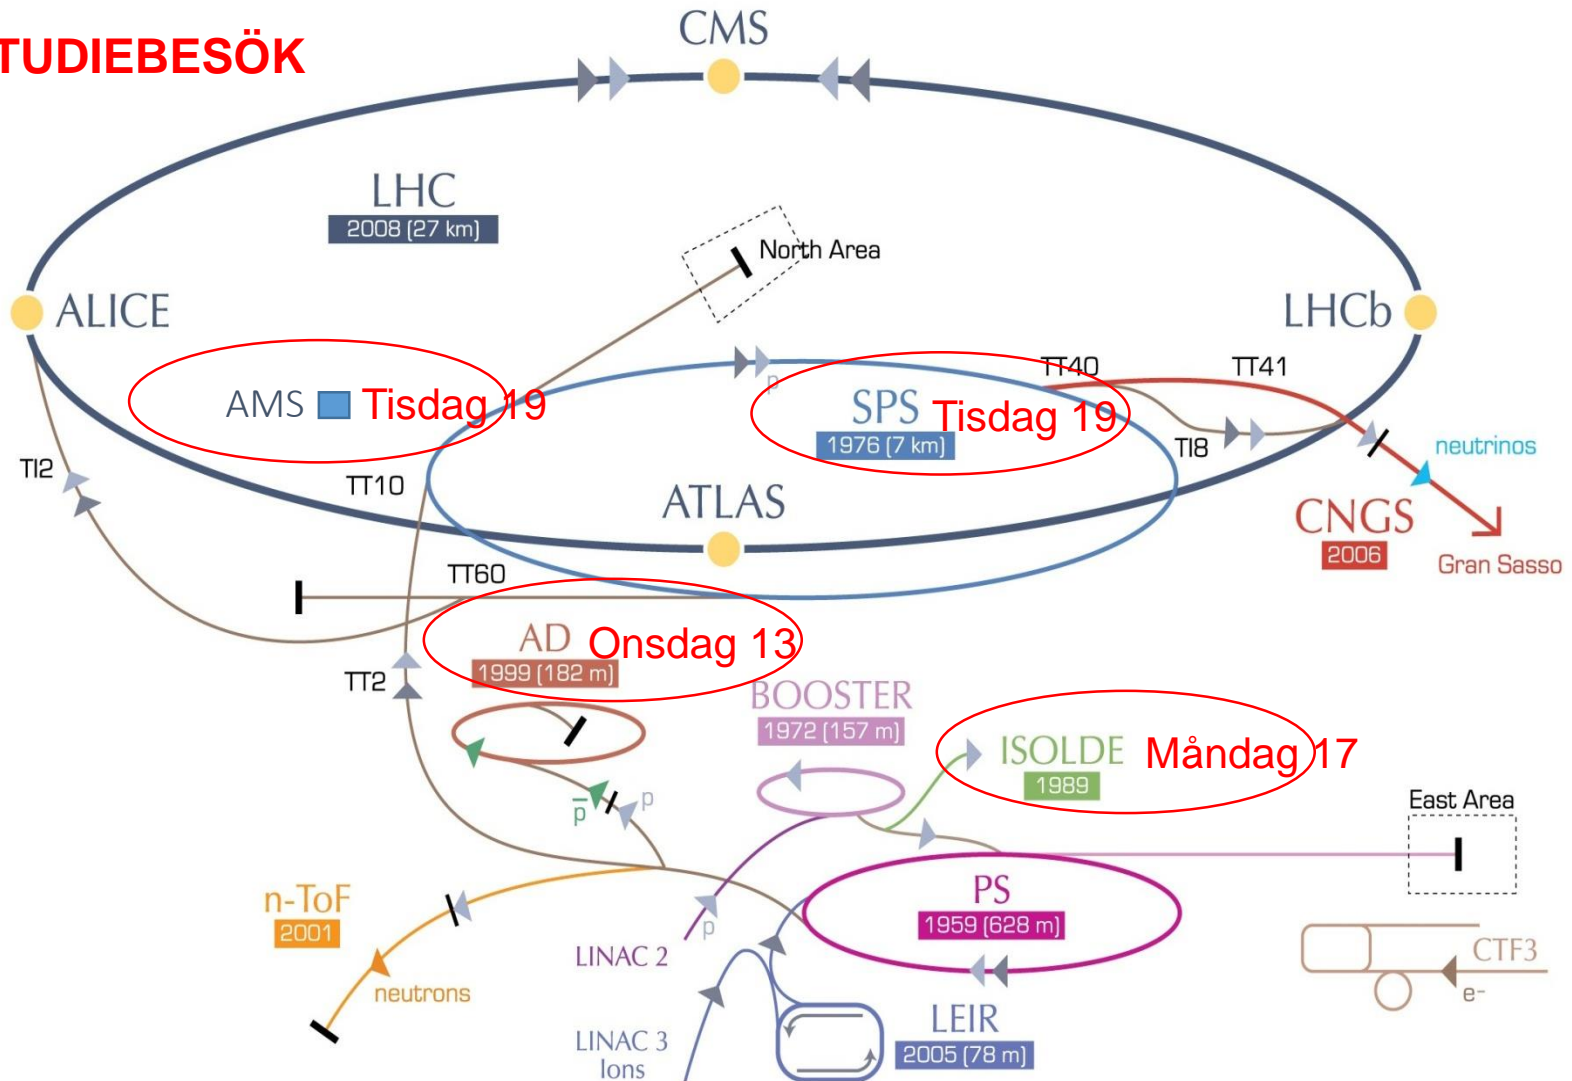 TUDIEBESÖK
CMS
LHC
2008 (27 km)
North Area
ALICE
LHCb
TT40
TT41
AMS Tisdag 19
p
SPS Tisdag 19
1976 (7 km)
TI8
neutrinos
TI2
TT10
ATLAS
CNGS
2006
Gran Sasso
TT60
AD Onsdag 13
1999 (182 m)
TT2
BOOSTER
1972 (157 m)
ISOLDE Måndag 17
1989
East Area
p̅
p
n-ToF
2001
PS
1959 (628 m)
p
LINAC 2
CTF3
neutrons
e-
LEIR
2005 (78 m)
LINAC 3
Ions